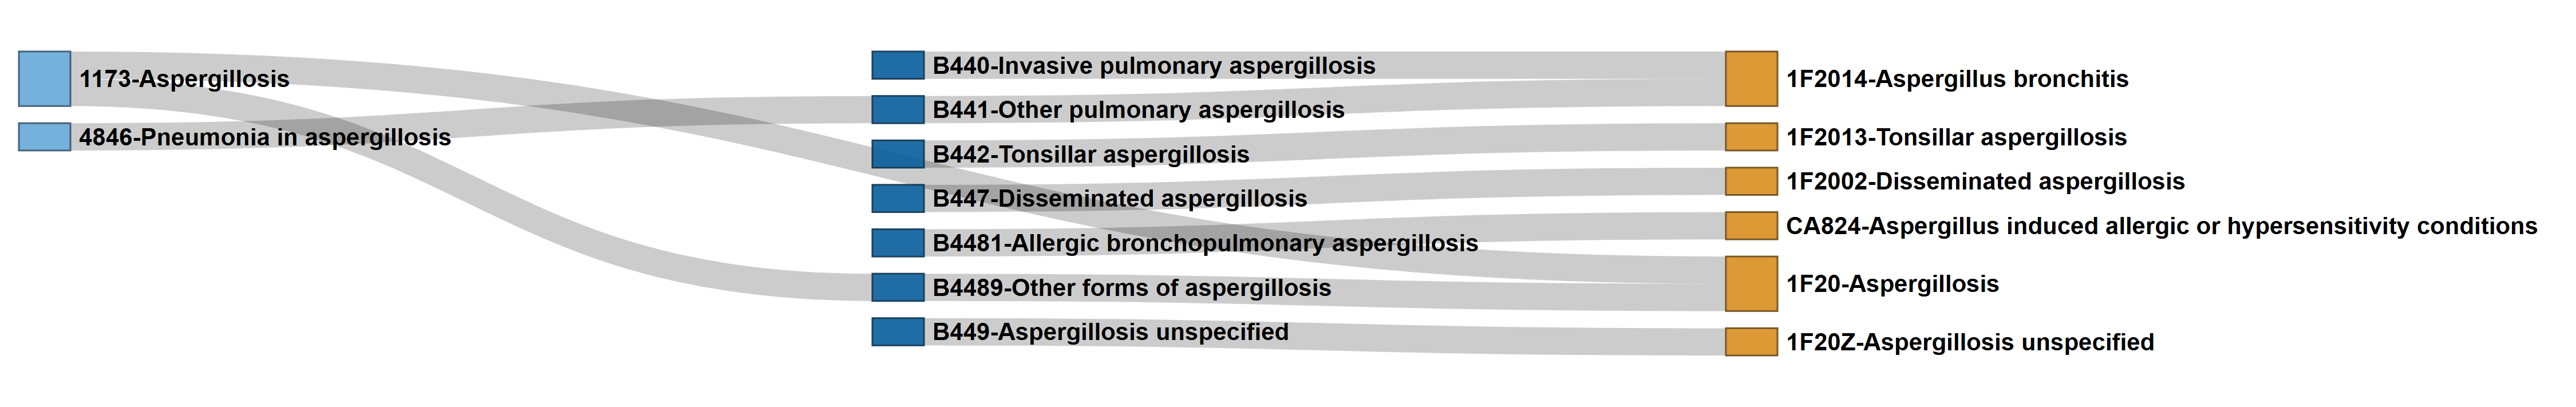 1173-Aspergillosis
4846-Pneumonia in aspergillosis
B440-Invasive pulmonary aspergillosis
B441-Other pulmonary aspergillosis
B442-Tonsillar aspergillosis
B447-Disseminated aspergillosis
B4481-Allergic bronchopulmonary aspergillosis
B4489-Other forms of aspergillosis
B449-Aspergillosis unspecified
1F2014-Aspergillus bronchitis
1F2013-Tonsillar aspergillosis
1F2002-Disseminated aspergillosis
CA824-Aspergillus induced allergic or hypersensitivity conditions
1F20-Aspergillosis
1F20Z-Aspergillosis unspecified